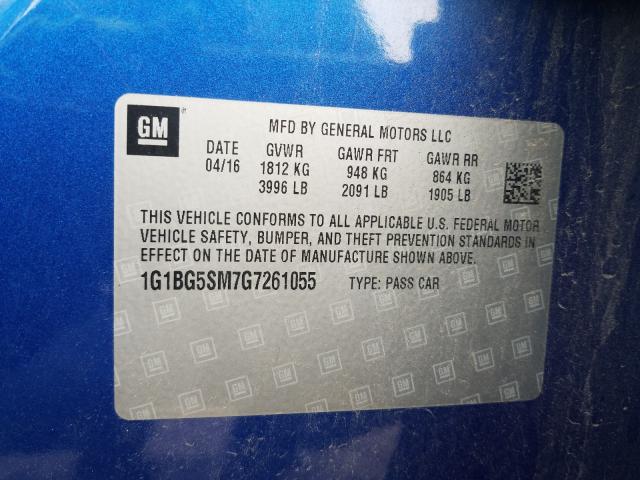 GM
MFD BY GENERAL MOTORS LLC
DATE GVWR GAWR FRT GAWR RR
04/16 1812 KG 948 KG 864 KG
3996 LB 2091 LB 1905 LB
THIS VEHICLE CONFORMS TO ALL APPLICABLE U.S. FEDERAL MOTOR
VEHICLE SAFETY, BUMPER, AND THEFT PREVENTION STANDARDS IN
EFFECT ON THE DATE OF MANUFACTURE SHOWN ABOVE.
1G1BG5SM7G7261055 TYPE: PASS CAR